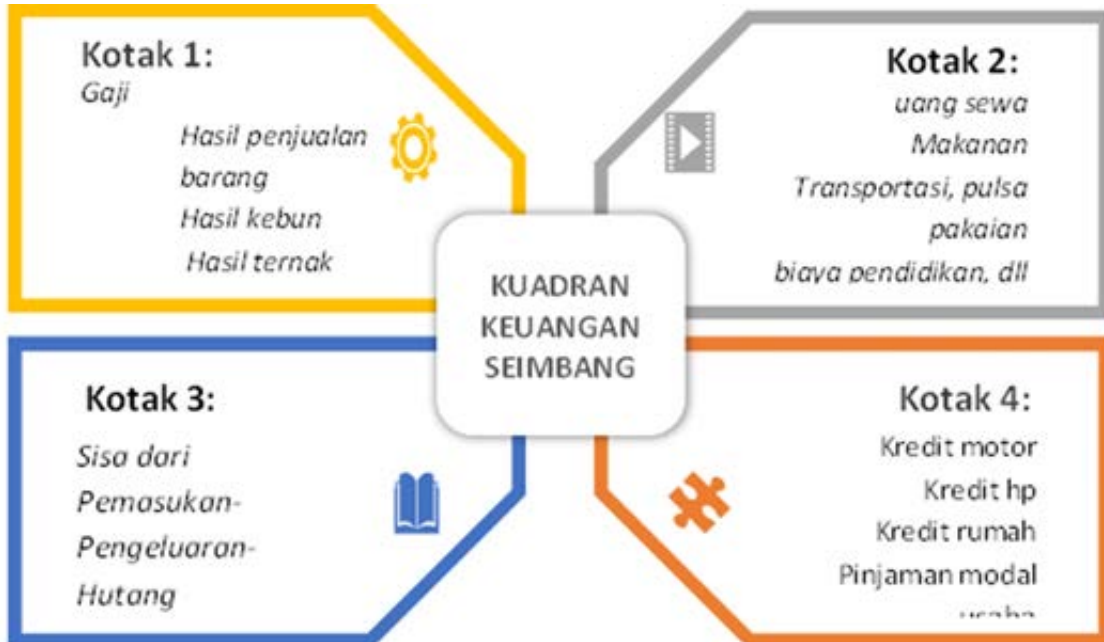 Kotak 1:
Gaji
Hasil penjualan
barang
Hasil kebun
Hasil ternak
Kotak 2:
uang sewa
Makanan
Transportasi, pulsa
pakaian
biaya pendidikan, dll
KUADRAN
KEUANGAN
SEIMBANG
Kotak 3:
Sisa dari
Pemasukan-
Pengeluaran-
Hutang
Kotak 4:
Kredit motor
Kredit hp
Kredit rumah
Pinjaman modal
usaha